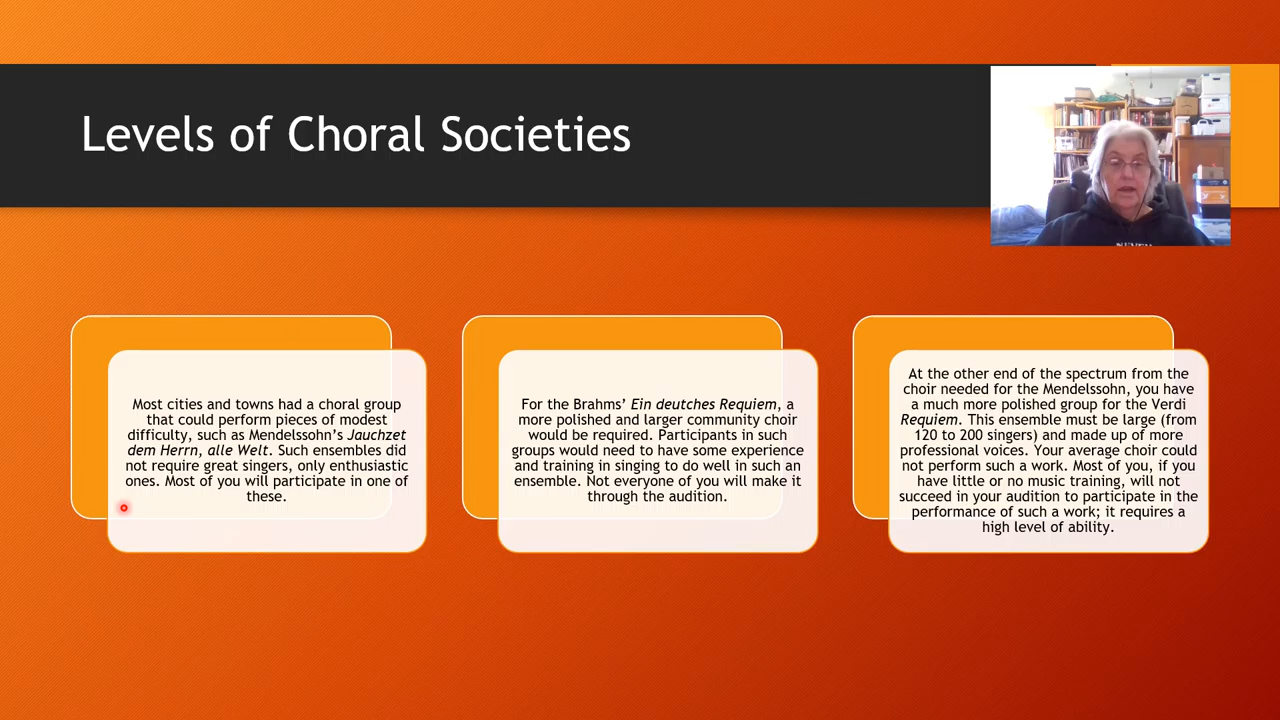 Levels of Choral Societies
Most cities and towns had a choral group
that could perform pieces of modest
difficulty, such as Mendelssohn’s Jauchzet
dem Herrn, alle Welt. Such ensembles did
not require great singers, only enthusiastic
ones. Most of you will participate in one of
these.
For the Brahms’ Ein deutches Requiem, a
more polished and larger community choir
would be required. Participants in such
groups would need to have some experience
and training in singing to do well in such an
ensemble. Not everyone of you will make it
through the audition.
At the other end of the spectrum from the
choir needed for the Mendelssohn, you have
a much more polished group for the Verdi
Requiem. This ensemble must be large (from
120 to 200 singers) and made up of more
professional voices. Your average choir could
not perform such a work. Most of you, if you
have little or no music training, will not
succeed in your audition to participate in the
performance of such a work; it requires a
high level of ability.